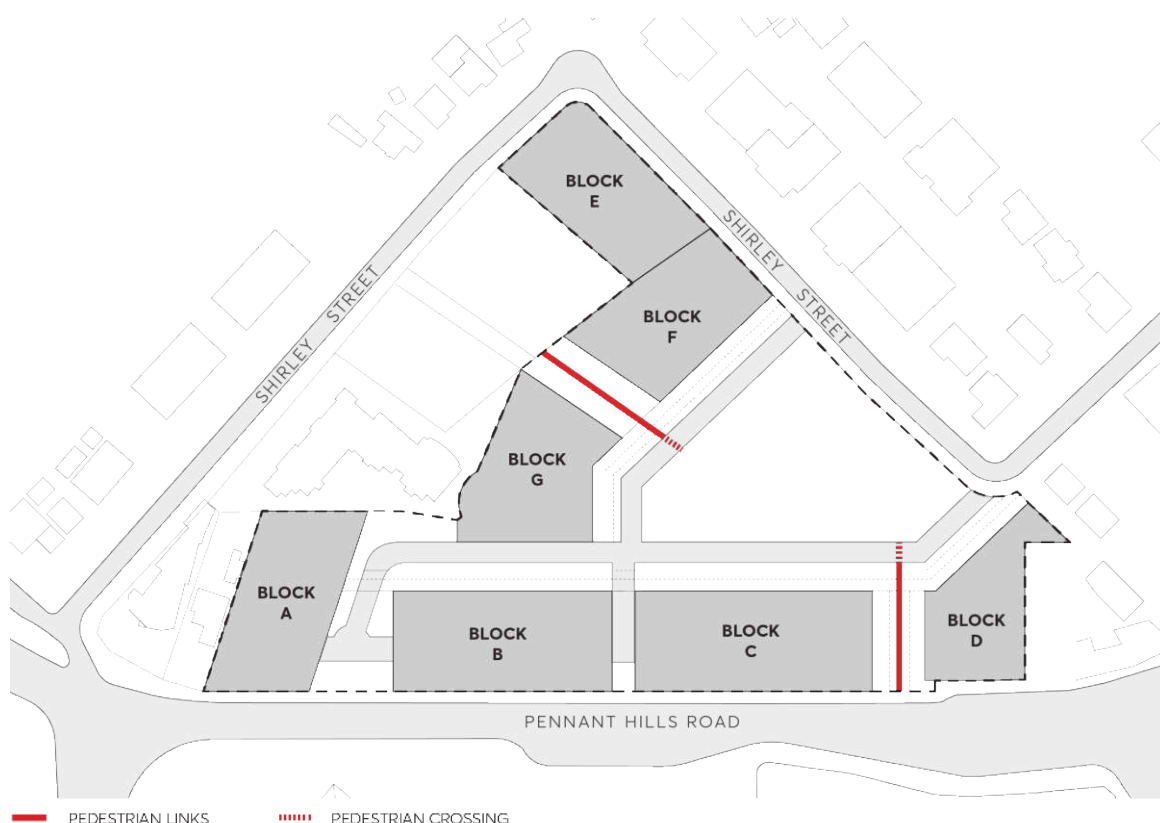 BLOCK
E
SHIRLEY STREET
BLOCK
F
SHIRLEY STREET
BLOCK
G
BLOCK
A
BLOCK
B
BLOCK
C
BLOCK
D
PENNANT HILLS ROAD
PEDESTRIAN LINKS
PEDESTRIAN CROSSING